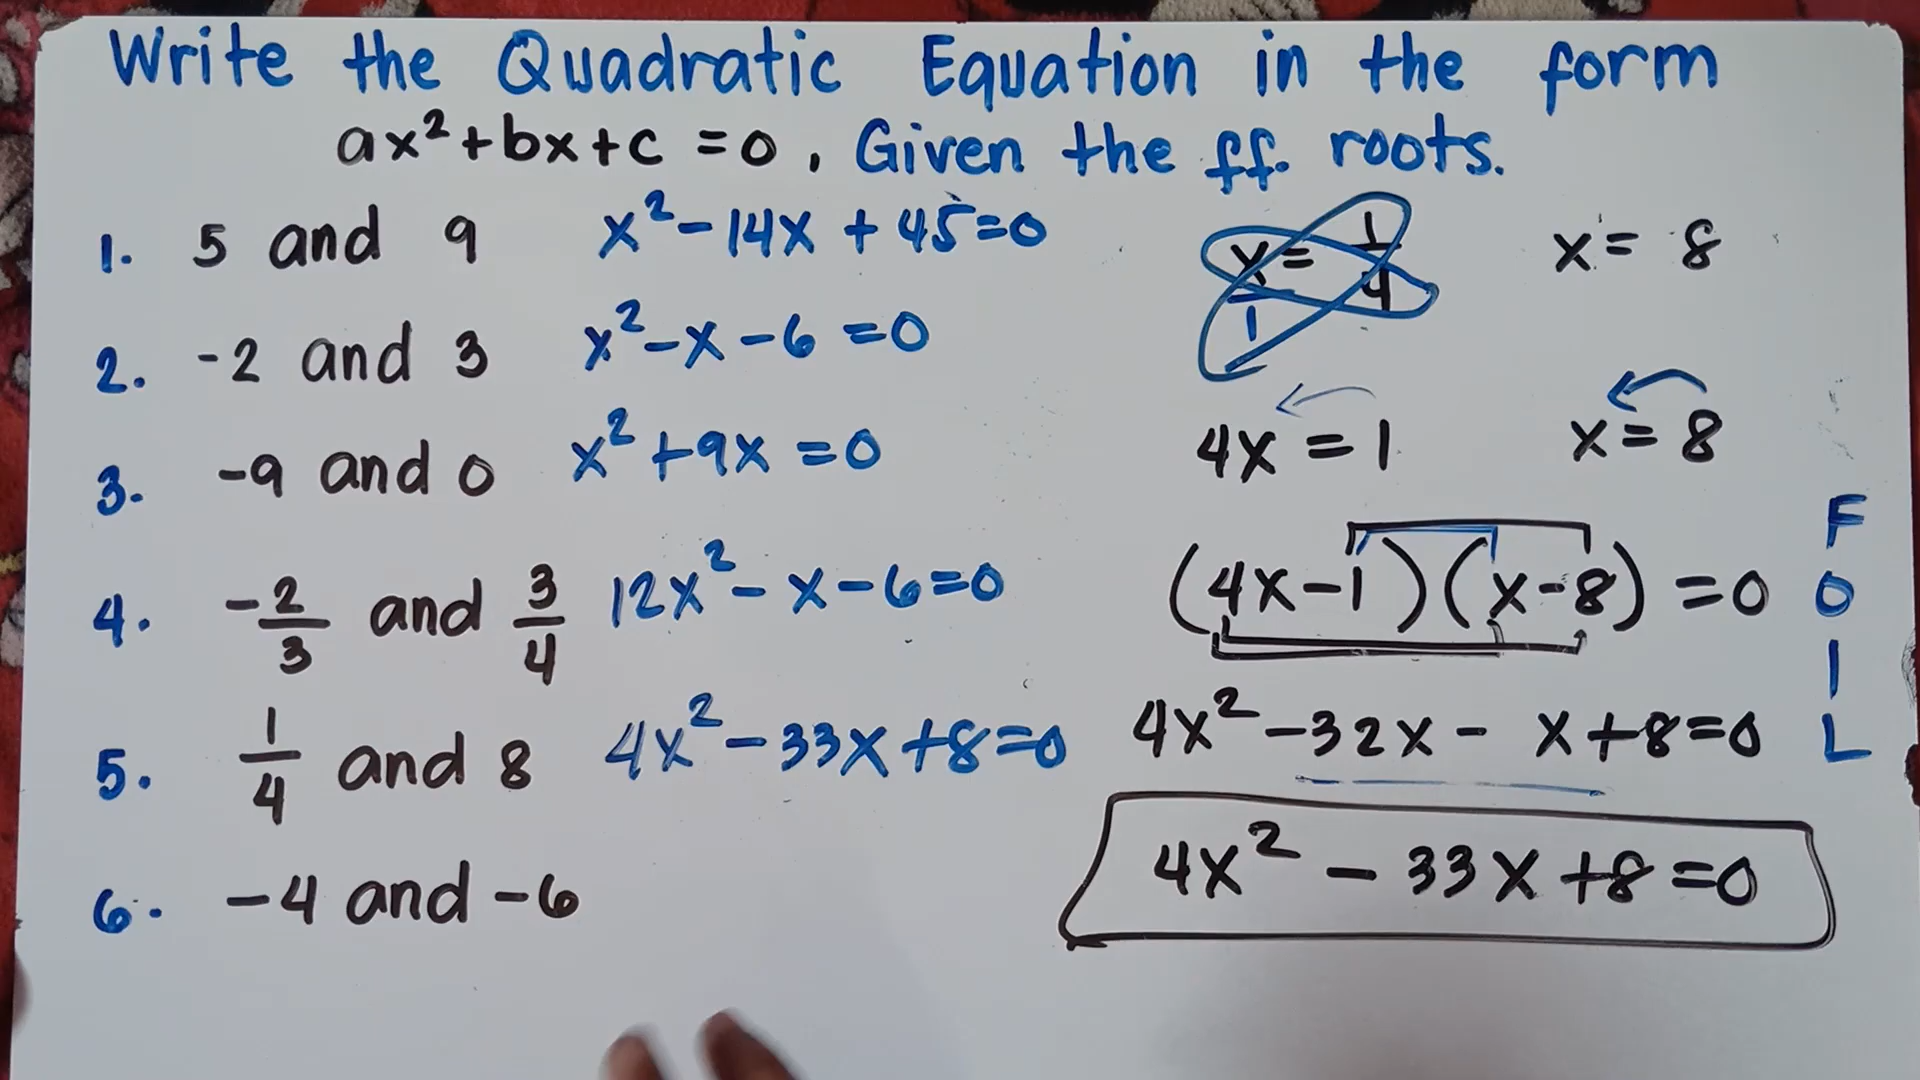 Write the Quadratic Equation in the form
ax²+bx+c =0, Given the ff. roots.
1. 5 and 9 x²-14x+45=0
2. -2 and 3 x²-x-6=0
3. -9 and 0 x²+9x=0
4. -2/3 and 3/4 12x²-x-6=0
5. 1/4 and 8 4x²-33x+8=0
6. -4 and -6
x/1 = 1/4 x = 8
4x = 1 x = 8
(4x-1)(x-8) = 0
4x²-32x-x+8=0
4x²-33x+8=0
F
O
I
L